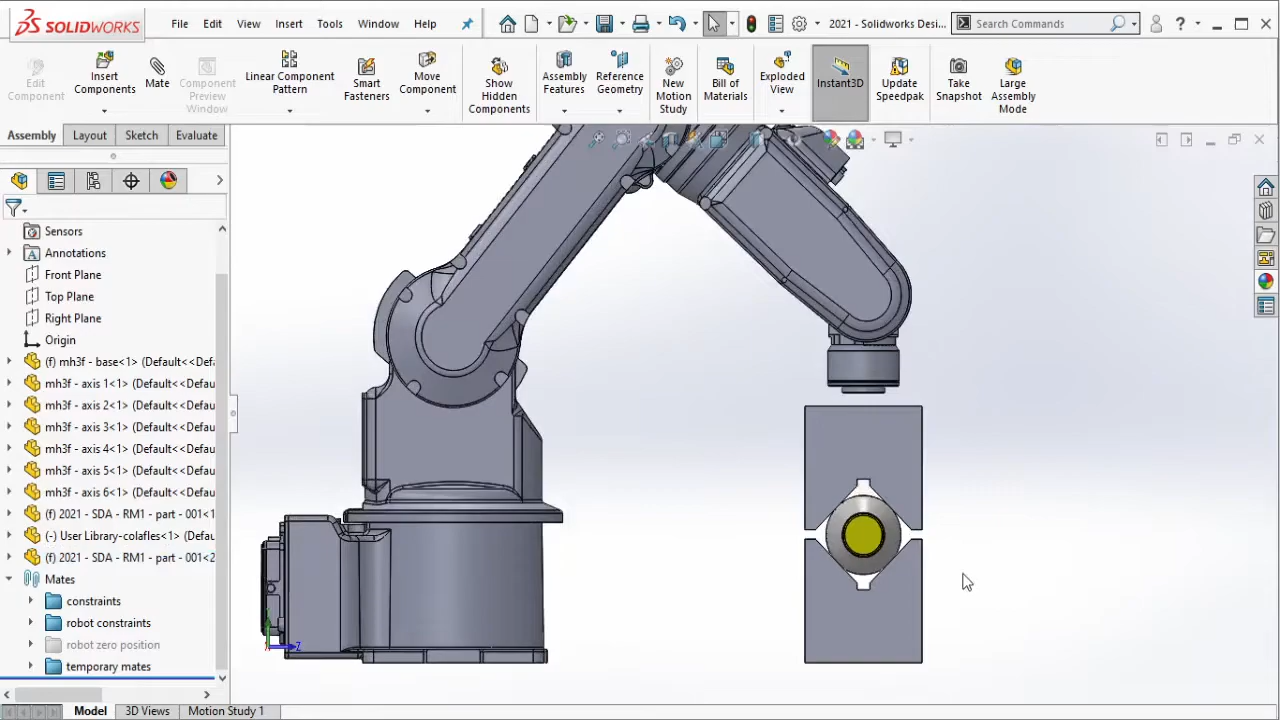 SOLIDWORKS File Edit View Insert Tools Window Help 2021 - Solidworks Desi... Search Commands ?
Edit Component
Insert Components
Mate
Component Preview Window
Linear Component Pattern
Smart Fasteners
Move Component
Show Hidden Components
Assembly Features
Reference Geometry
New Motion Study
Bill of Materials
Exploded View
Instant3D
Update Speedpak
Take Snapshot
Large Assembly Mode
Assembly Layout Sketch Evaluate
Sensors
Annotations
Front Plane
Top Plane
Right Plane
Origin
(f) mh3f - base<1> (Default<<Def
mh3f - axis 1<1> (Default<<Defau
mh3f - axis 2<1> (Default<<Defau
mh3f - axis 3<1> (Default<<Defau
mh3f - axis 4<1> (Default<<Defau
mh3f - axis 5<1> (Default<<Defau
mh3f - axis 6<1> (Default<<Defau
(f) 2021 - SDA - RM1 - part - 001<1
(-) User Library-colafles<1> (Defau
(f) 2021 - SDA - RM1 - part - 001<2
Mates
constraints
robot constraints
robot zero position
temporary mates
Z
Model 3D Views Motion Study 1